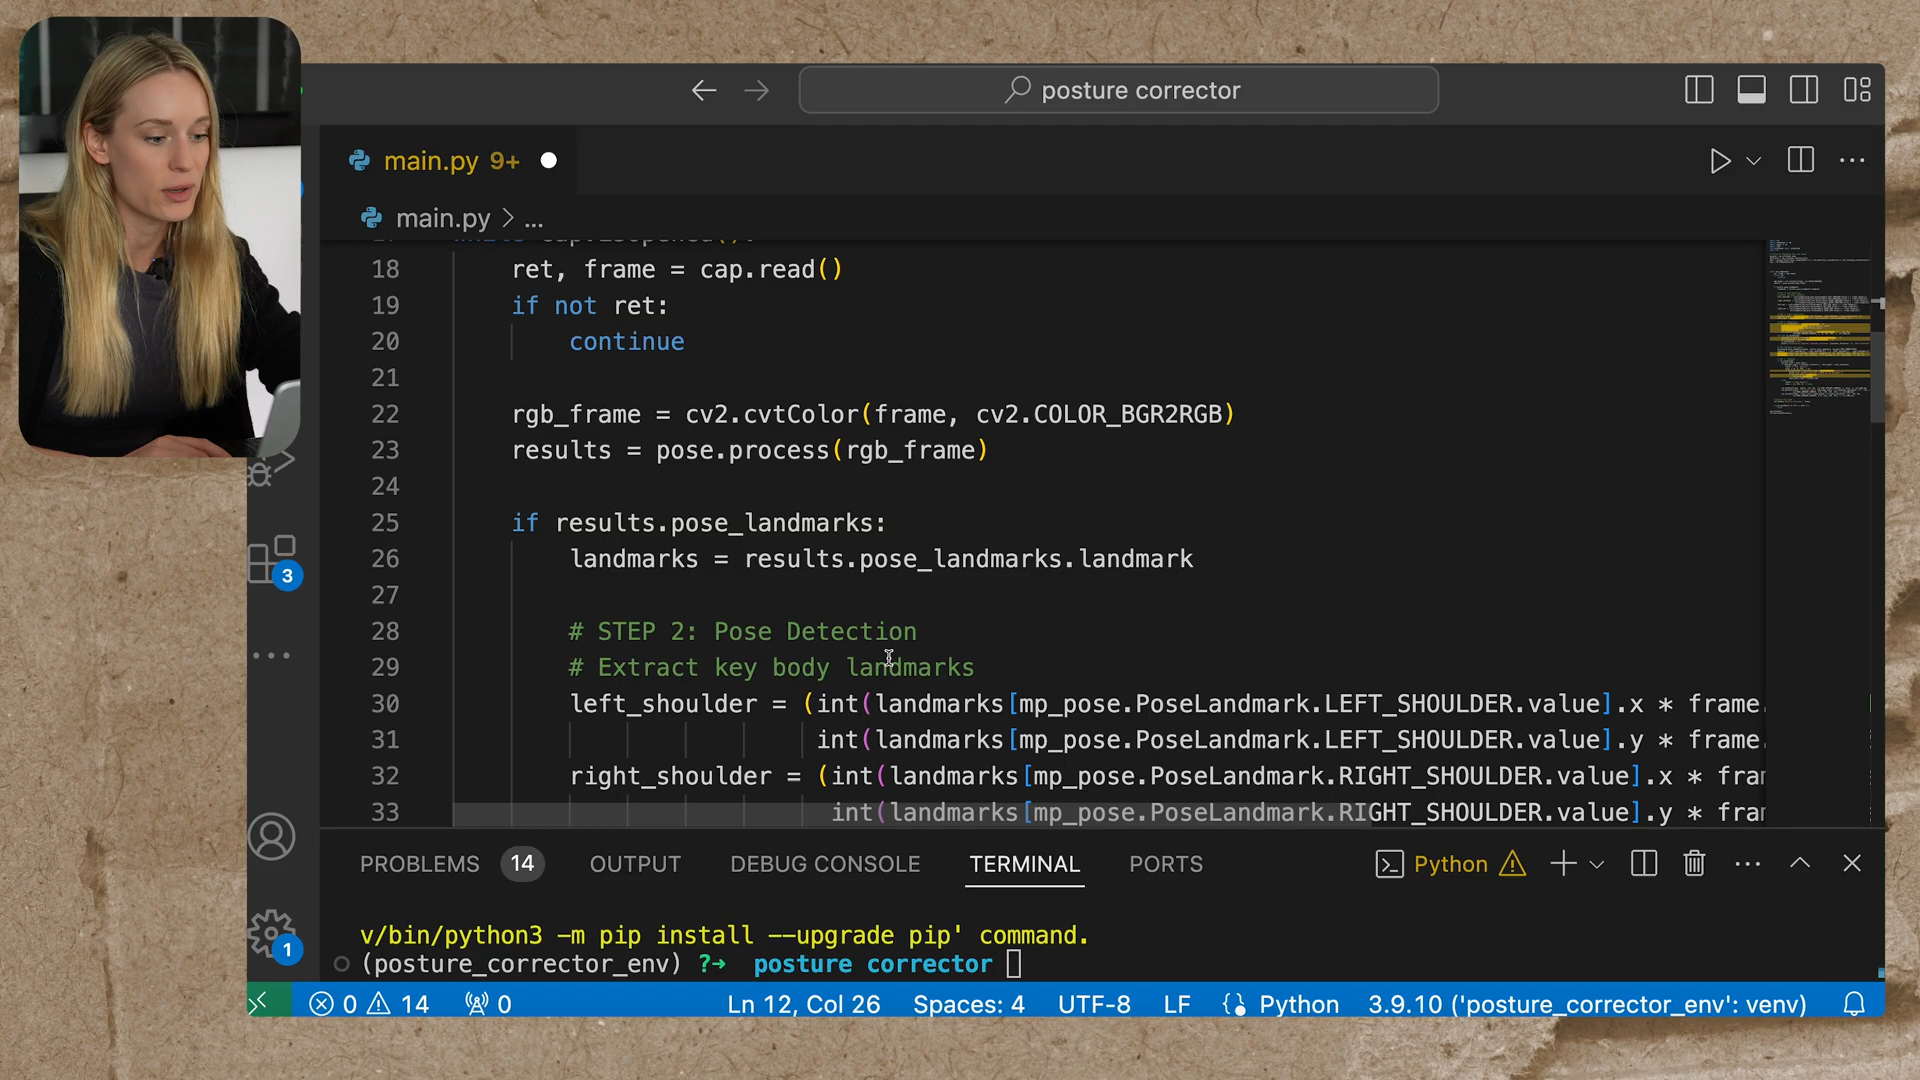 posture corrector
main.py 9+
main.py > ...
18 ret, frame = cap.read()
19 if not ret:
20 continue
21
22 rgb_frame = cv2.cvtColor(frame, cv2.COLOR_BGR2RGB)
23 results = pose.process(rgb_frame)
24
25 if results.pose_landmarks:
26 landmarks = results.pose_landmarks.landmark
27
28 # STEP 2: Pose Detection
29 # Extract key body landmarks
30 left_shoulder = (int(landmarks[mp_pose.PoseLandmark.LEFT_SHOULDER.value].x * frame.
31 int(landmarks[mp_pose.PoseLandmark.LEFT_SHOULDER.value].y * frame.
32 right_shoulder = (int(landmarks[mp_pose.PoseLandmark.RIGHT_SHOULDER.value].x * fram
33 int(landmarks[mp_pose.PoseLandmark.RIGHT_SHOULDER.value].y * fram
3
1
PROBLEMS 14 OUTPUT DEBUG CONSOLE TERMINAL PORTS Python
v/bin/python3 -m pip install --upgrade pip' command.
(posture_corrector_env) ?→ posture corrector
0 14 0 Ln 12, Col 26 Spaces: 4 UTF-8 LF Python 3.9.10 ('posture_corrector_env': venv)